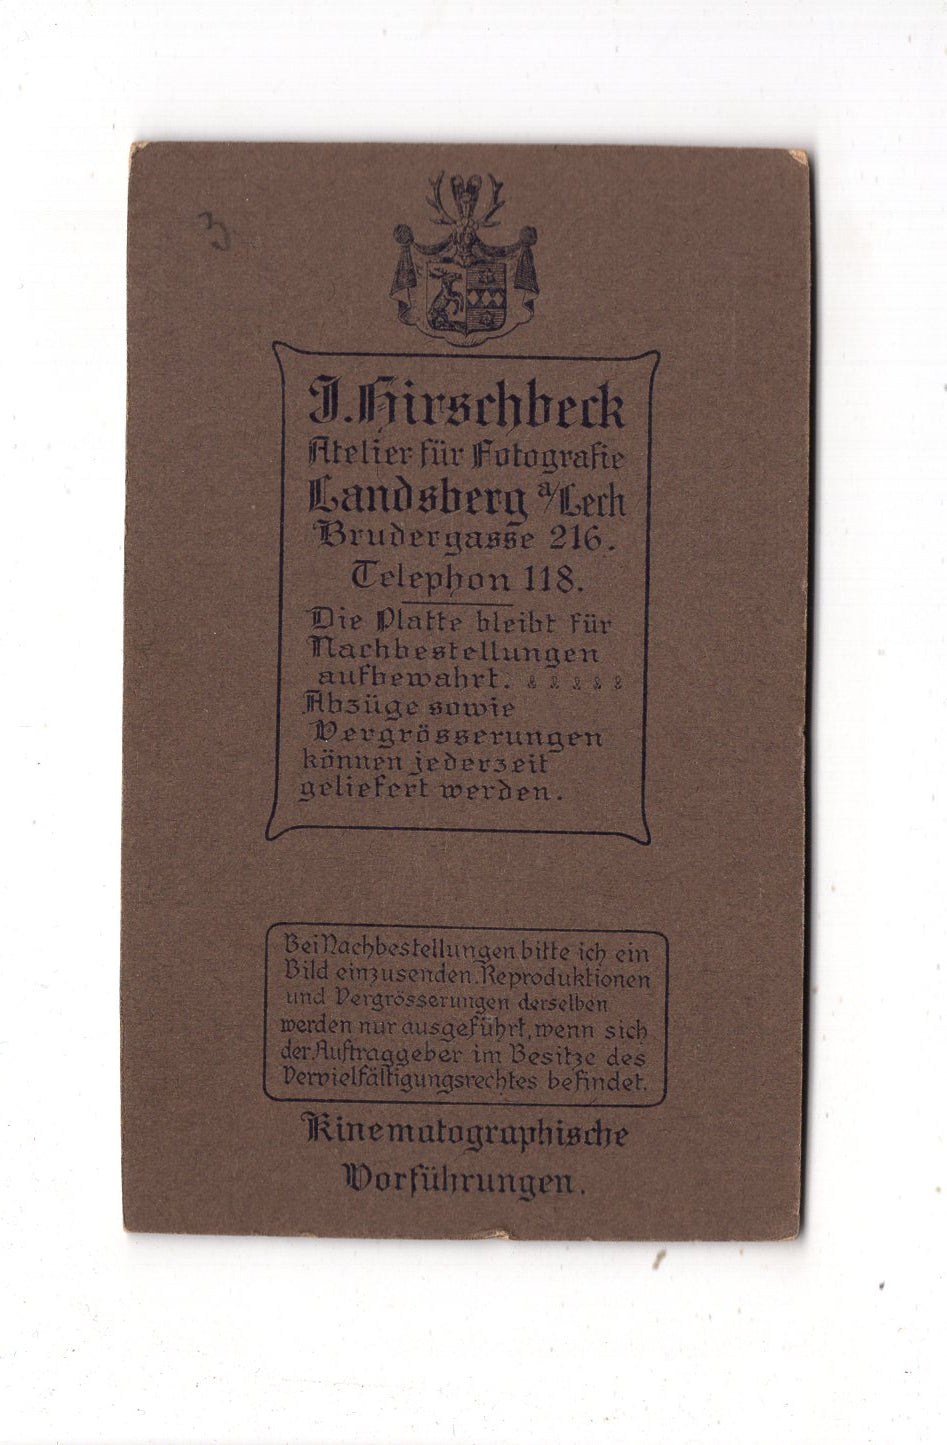 3
J. Hirschbeck
Atelier für Fotografie
Landsberg a/Lech
Brudergasse 216.
Telephon 118.
Die Platte bleibt für
Nachbestellungen
aufbewahrt.
Abzüge sowie
Vergrösserungen
können jederzeit
geliefert werden.
Bei Nachbestellungen bitte ich ein
Bild einzusenden. Reproduktionen
und Vergrösserungen derselben
werden nur ausgeführt, wenn sich
der Auftraggeber im Besitze des
Vervielfältigungsrechtes befindet.
Kinematographische
Vorführungen.